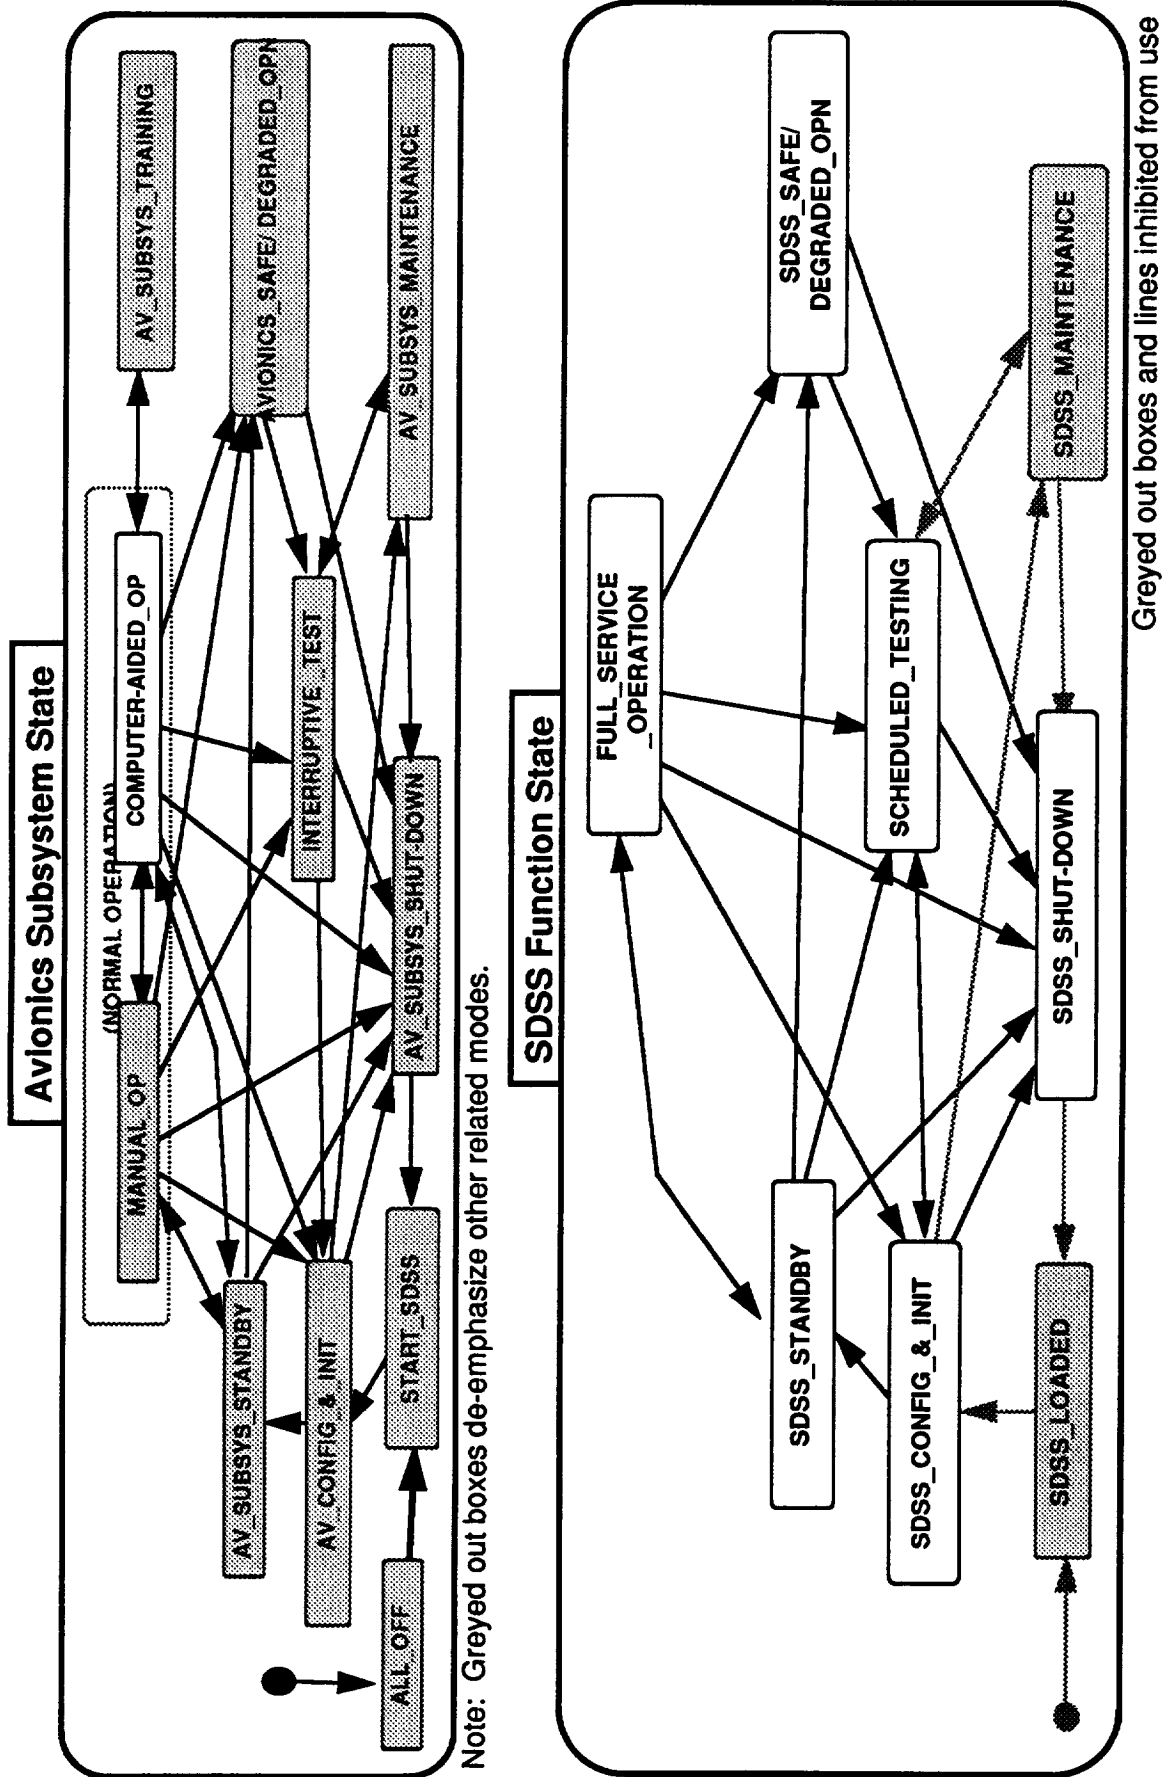 Avionics Subsystem State
(NORMAL OPERATION)
MANUAL_OP
COMPUTER-AIDED_OP
AV_SUBSYS_TRAINING
AV_SUBSYS_STANDBY
AVIONICS_SAFE/ DEGRADED_OPN
AV_CONFIG_&_INIT
INTERRUPTIVE_TEST
ALL_OFF
START_SDSS
AV_SUBSYS_SHUT-DOWN
AV_SUBSYS_MAINTENANCE
Note: Greyed out boxes de-emphasize other related modes.
SDSS Function State
FULL_SERVICE
_OPERATION
SDSS_STANDBY
SDSS_SAFE/
DEGRADED_OPN
SDSS_CONFIG_&_INIT
SCHEDULED_TESTING
SDSS_LOADED
SDSS_SHUT-DOWN
SDSS_MAINTENANCE
Greyed out boxes and lines inhibited from use